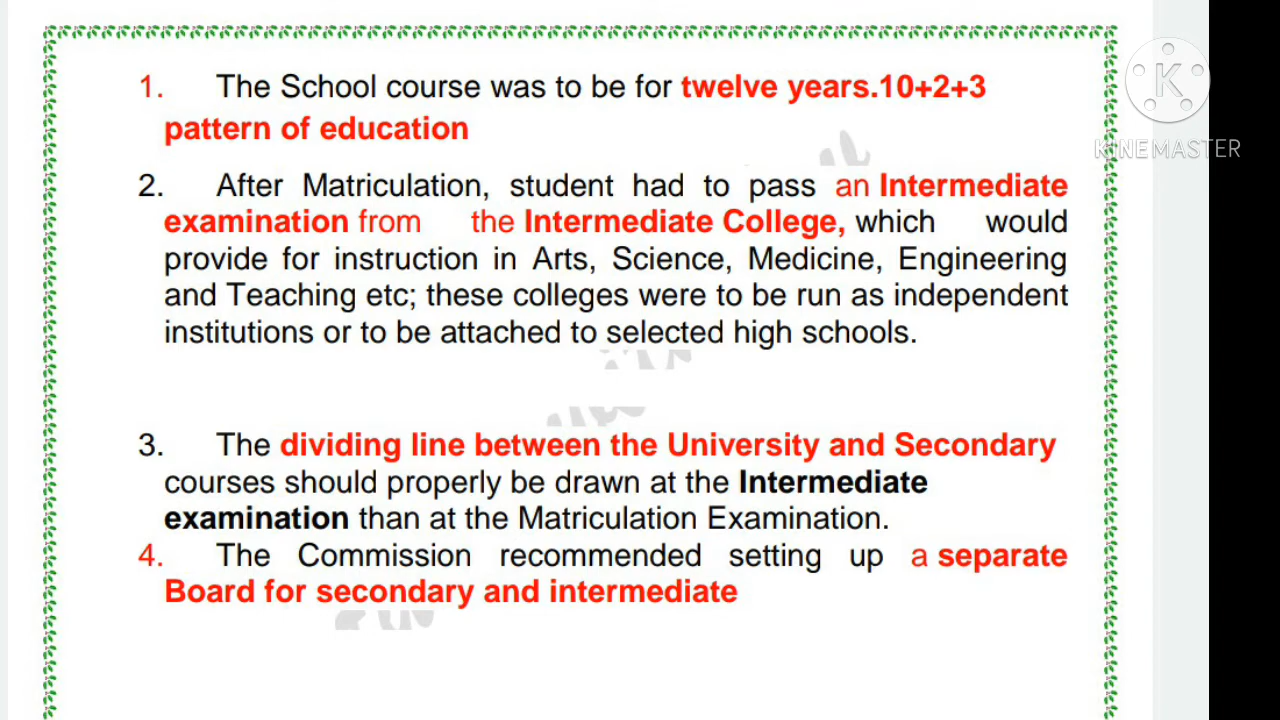 1. The School course was to be for twelve years.10+2+3
pattern of education
2. After Matriculation, student had to pass an Intermediate
examination from the Intermediate College, which would
provide for instruction in Arts, Science, Medicine, Engineering
and Teaching etc; these colleges were to be run as independent
institutions or to be attached to selected high schools.
3. The dividing line between the University and Secondary
courses should properly be drawn at the Intermediate
examination than at the Matriculation Examination.
4. The Commission recommended setting up a separate
Board for secondary and intermediate
K
KINEMASTER